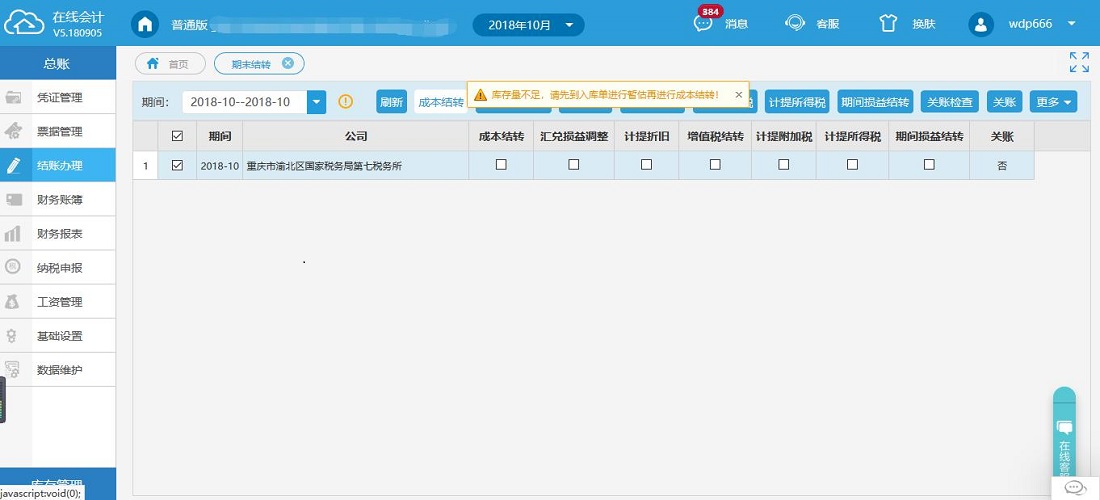 在线会计
V5.180905
普通版
2018年10月
384
消息
客服
换肤
wdp666
总账
首页
期末结转
凭证管理
票据管理
结账办理
财务账簿
财务报表
纳税申报
工资管理
基础设置
数据维护
期间: 2018-10--2018-10
刷新 成本结转
库存量不足，请先到入库单进行暂估再进行成本结转!
计提所得税 期间损益结转 关账检查 关账 更多
期间 公司 成本结转 汇兑损益调整 计提折旧 增值税结转 计提附加税 计提所得税 期间损益结转 关账
1 2018-10 重庆市渝北区国家税务局第七税务所 否
在线客服
库存管理
javascript:void(0);